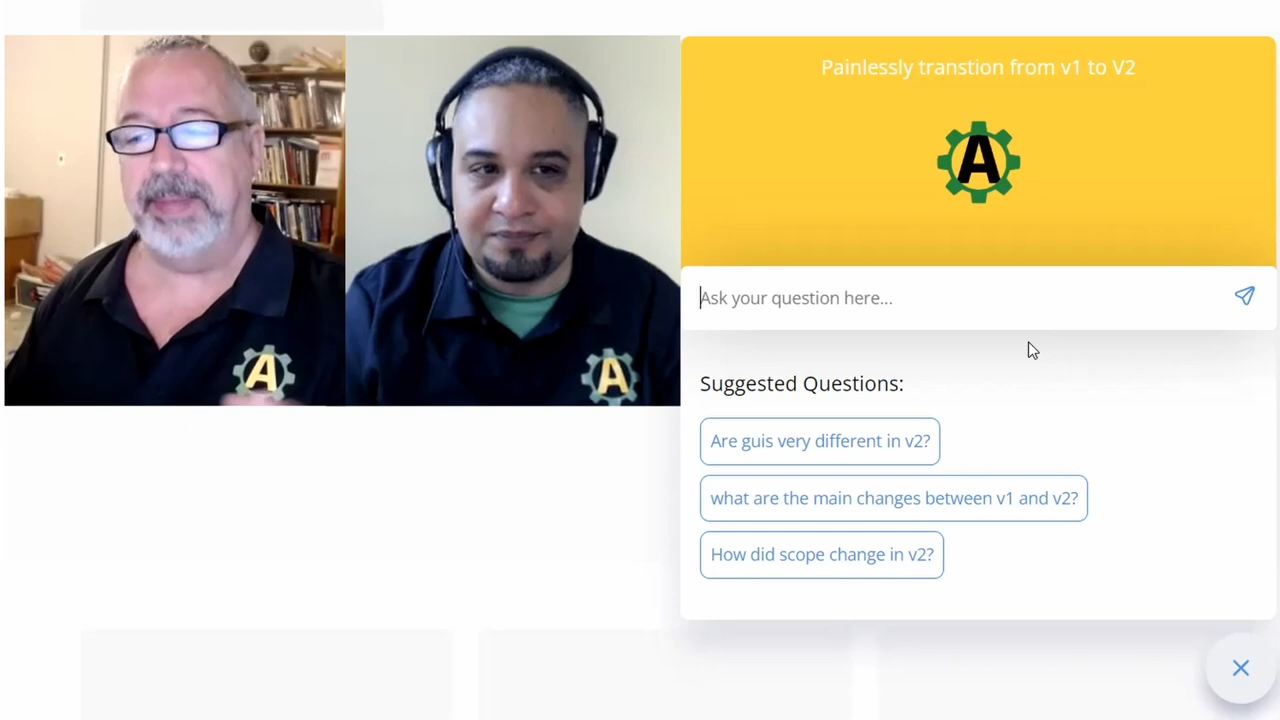 Painlessly transtion from v1 to V2
A
Ask your question here...
Suggested Questions:
Are guis very different in v2?
what are the main changes between v1 and v2?
How did scope change in v2?
A
A